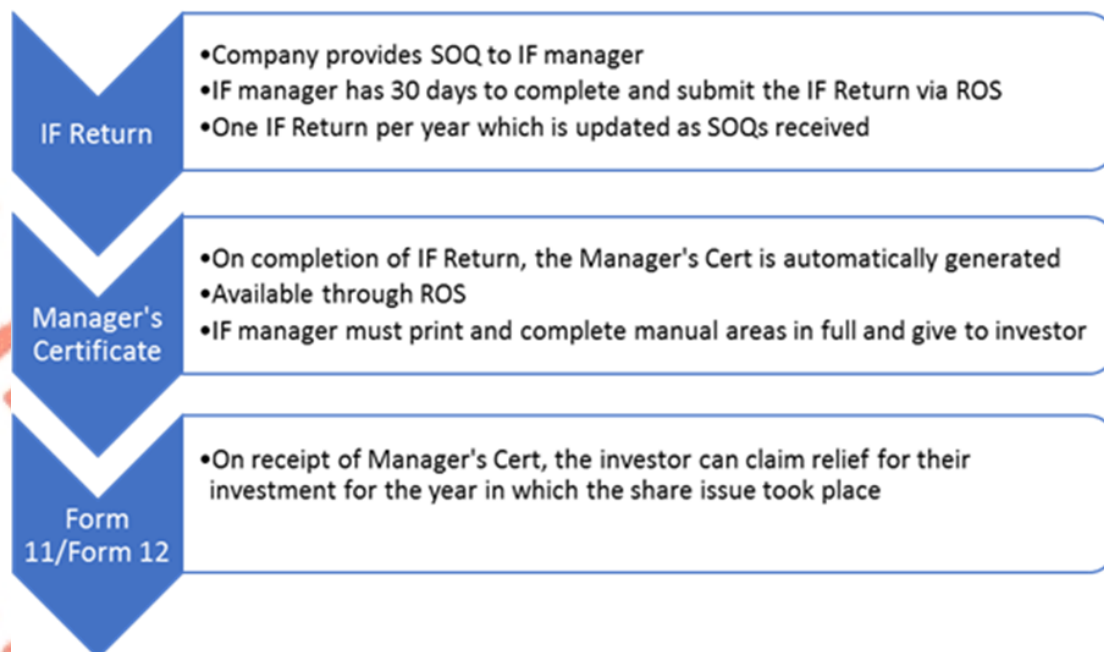 IF Return
•Company provides SOQ to IF manager
•IF manager has 30 days to complete and submit the IF Return via ROS
•One IF Return per year which is updated as SOQs received
Manager's
Certificate
•On completion of IF Return, the Manager's Cert is automatically generated
•Available through ROS
•IF manager must print and complete manual areas in full and give to investor
Form
11/Form 12
•On receipt of Manager's Cert, the investor can claim relief for their
investment for the year in which the share issue took place